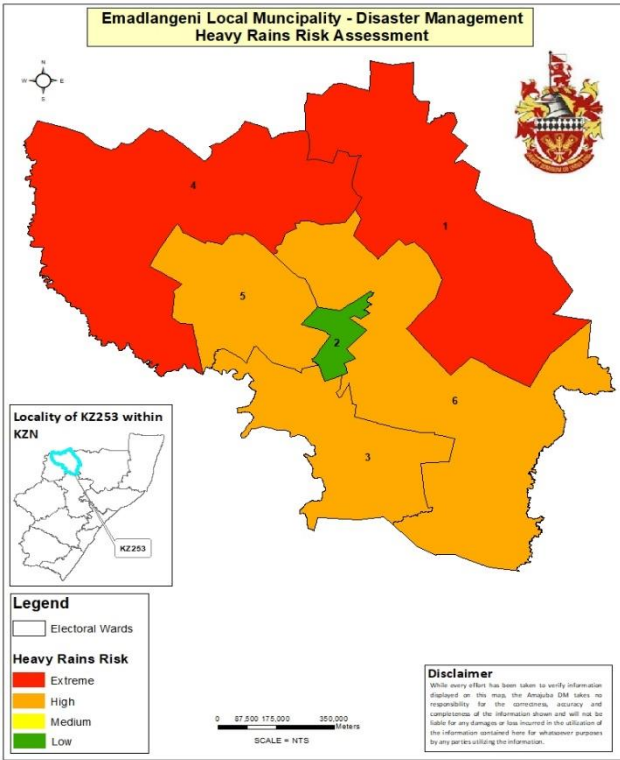 Emadlangeni Local Muncipality - Disaster Management
Heavy Rains Risk Assessment
N
W E
S
4
1
5
2
6
3
Locality of KZ253 within
KZN
KZ253
Legend
Electoral Wards
Heavy Rains Risk
Extreme
High
Medium
Low
0 87,500 175,000 350,000
Meters
SCALE = NTS
Disclaimer
While every effort has been taken to verify information
displayed on this map, the Amajuba DM takes no
responsibility for the correctness, accuracy and
completeness of the information shown and will not be
liable for any damages or loss incurred in the utilization of
the information contained here for whatsoever purposes
by any parties utilizing the information.